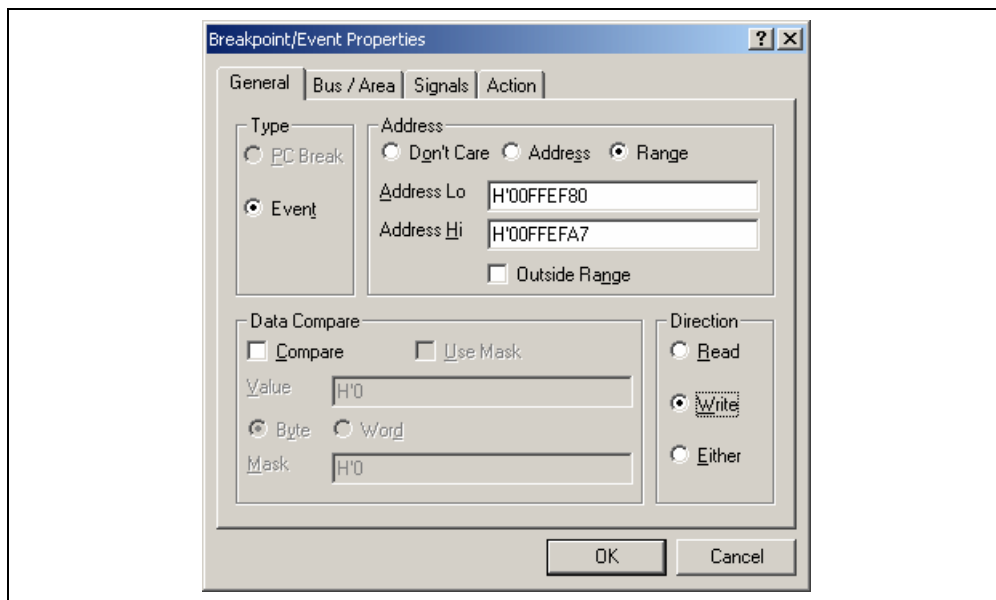 Breakpoint/Event Properties
General Bus / Area Signals Action
Type
PC Break
Event
Address
Don't Care Address Range
Address Lo H'00FFEF80
Address Hi H'00FFEFA7
Outside Range
Data Compare
Compare Use Mask
Value H'0
Byte Word
Mask H'0
Direction
Read
Write
Either
OK Cancel